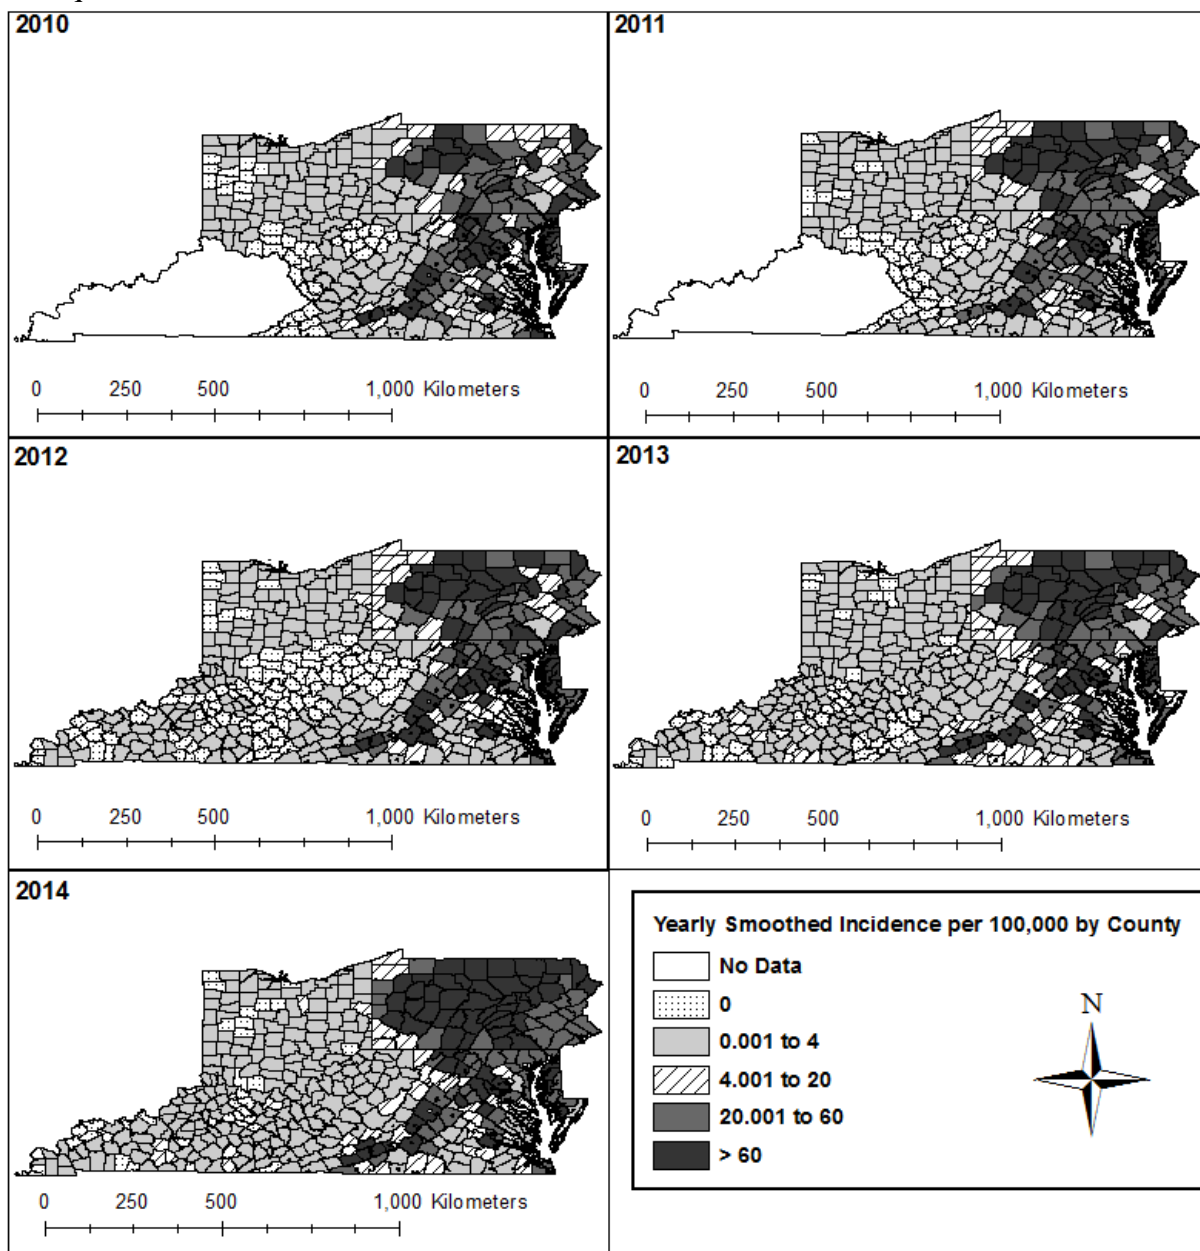 2010
2011
0 250 500 1,000 Kilometers
0 250 500 1,000 Kilometers
2012
2013
0 250 500 1,000 Kilometers
0 250 500 1,000 Kilometers
2014
Yearly Smoothed Incidence per 100,000 by County
No Data
0
0.001 to 4
4.001 to 20
20.001 to 60
> 60
N
0 250 500 1,000 Kilometers